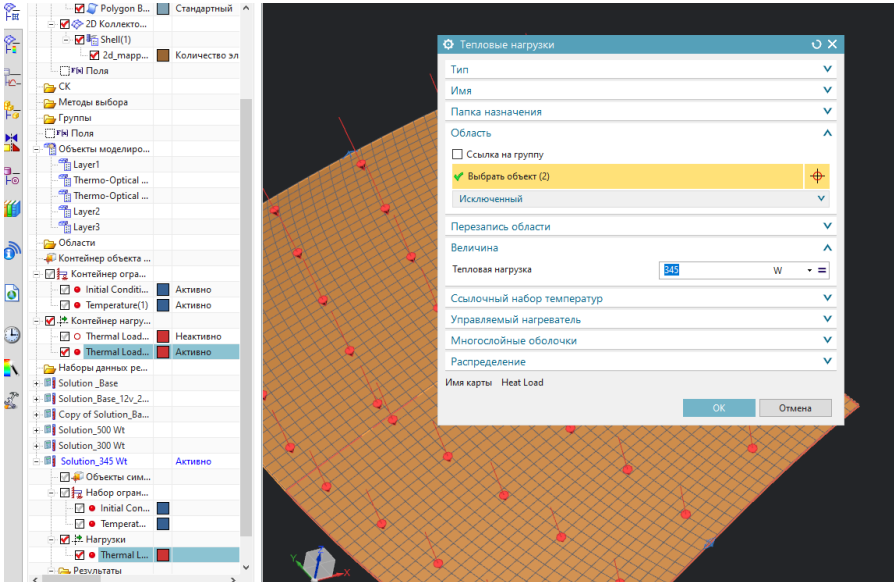 Polygon B... Стандартный
2D Коллекто...
Shell(1)
2d_mapp... Количество эл
Поля
СК
Методы выбора
Группы
Поля
Объекты моделиро...
Layer1
Thermo-Optical ...
Thermo-Optical ...
Layer2
Layer3
Области
Контейнер объекта ...
Контейнер огра...
Initial Conditi... Активно
Temperature(1) Активно
Контейнер нагру...
Thermal Load... Неактивно
Thermal Load... Активно
Наборы данных ре...
Solution _Base
Solution_Base_12v_2...
Copy of Solution_Ba...
Solution_500 Wt
Solution_300 Wt
Solution_345 Wt Активно
Объекты сим...
Набор огран...
Initial Con...
Temperat...
Нагрузки
Thermal L...
Результаты
Тепловые нагрузки
Тип
Имя
Папка назначения
Область
Ссылка на группу
Выбрать объект (2)
Исключенный
Перезапись области
Величина
Тепловая нагрузка 345 W
Ссылочный набор температур
Управляемый нагреватель
Многослойные оболочки
Распределение
Имя карты Heat Load
OK Отмена
Y Z X